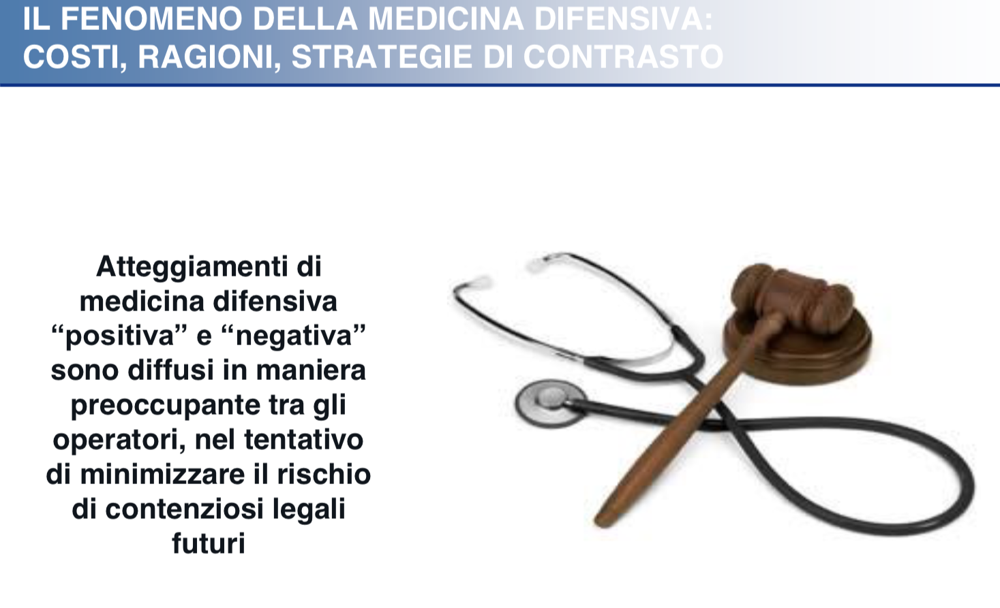 IL FENOMENO DELLA MEDICINA DIFENSIVA:
COSTI, RAGIONI, STRATEGIE DI CONTRASTO
Atteggiamenti di
medicina difensiva
“positiva” e “negativa”
sono diffusi in maniera
preoccupante tra gli
operatori, nel tentativo
di minimizzare il rischio
di contenziosi legali
futuri